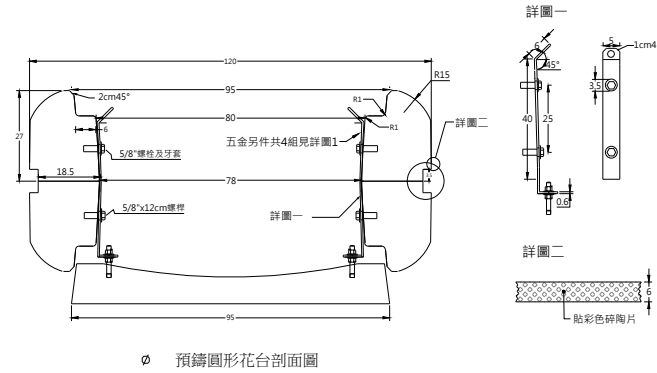 詳圖一
120
95
R15
2cm45°
80
R1
27
6
五金另件共4組見詳圖1
詳圖二
5/8"螺栓及牙套
18.5
78
3.5
5/8"x12cm螺桿
詳圖一
95
6
45°
40
25
0.6
5
1cm4
3.5
詳圖二
6
貼彩色碎陶片
ø 預鑄圓形花台剖面圖
R1